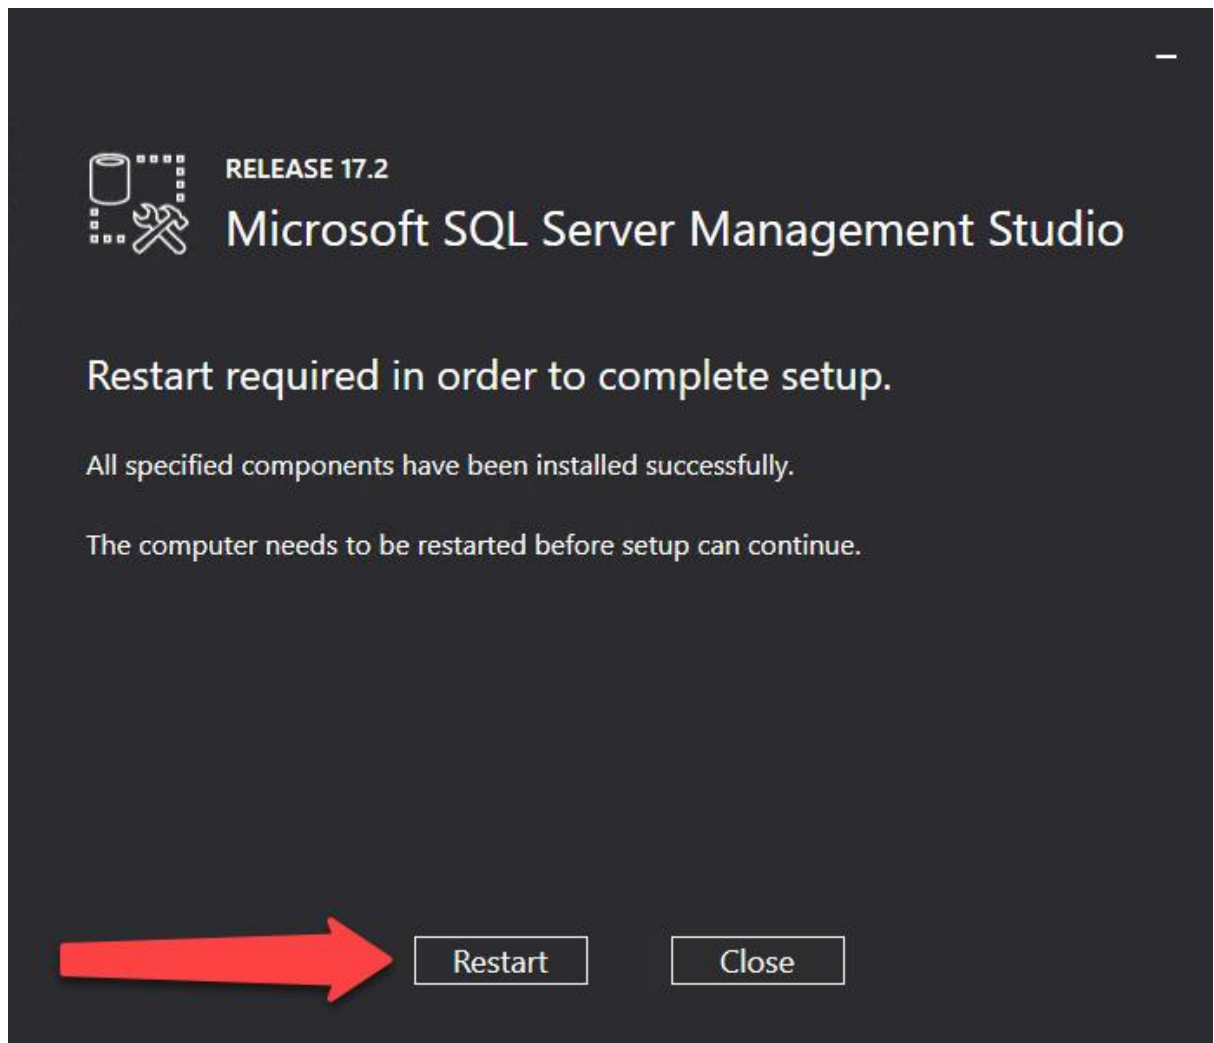 RELEASE 17.2
Microsoft SQL Server Management Studio
Restart required in order to complete setup.
All specified components have been installed successfully.
The computer needs to be restarted before setup can continue.
Restart
Close